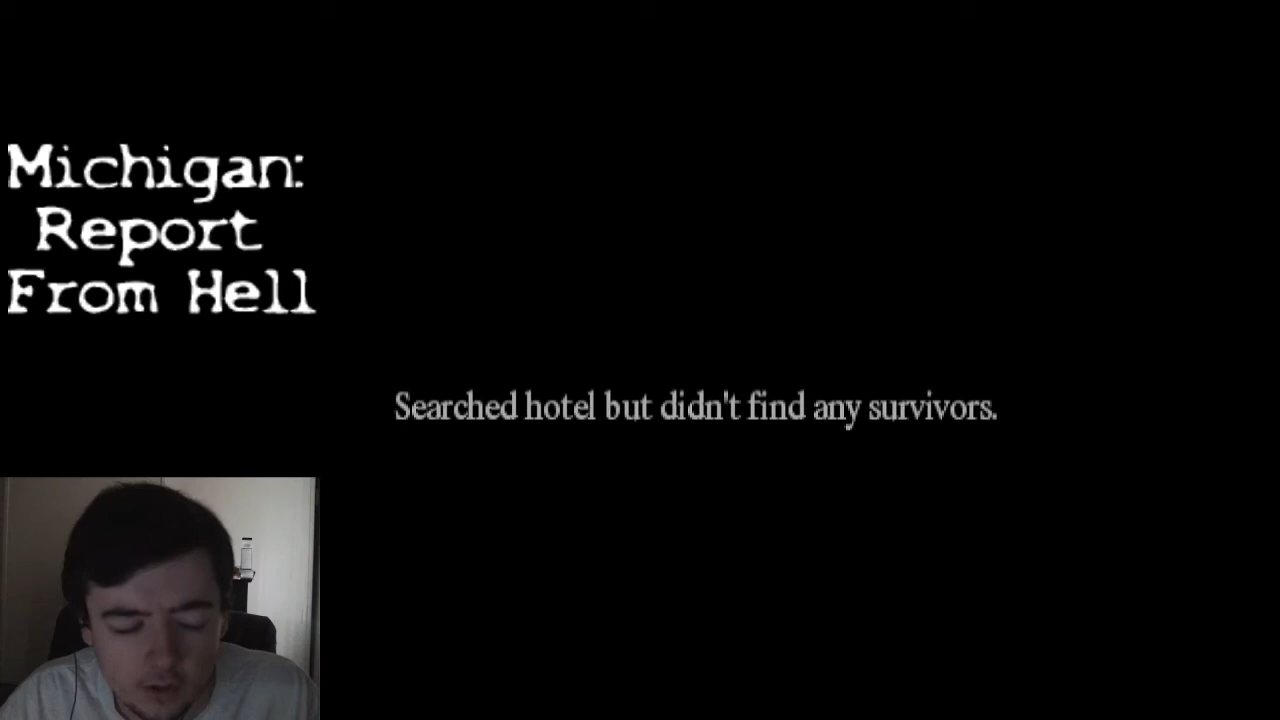 Michigan:
Report
From Hell
Searched hotel but didn't find any survivors.